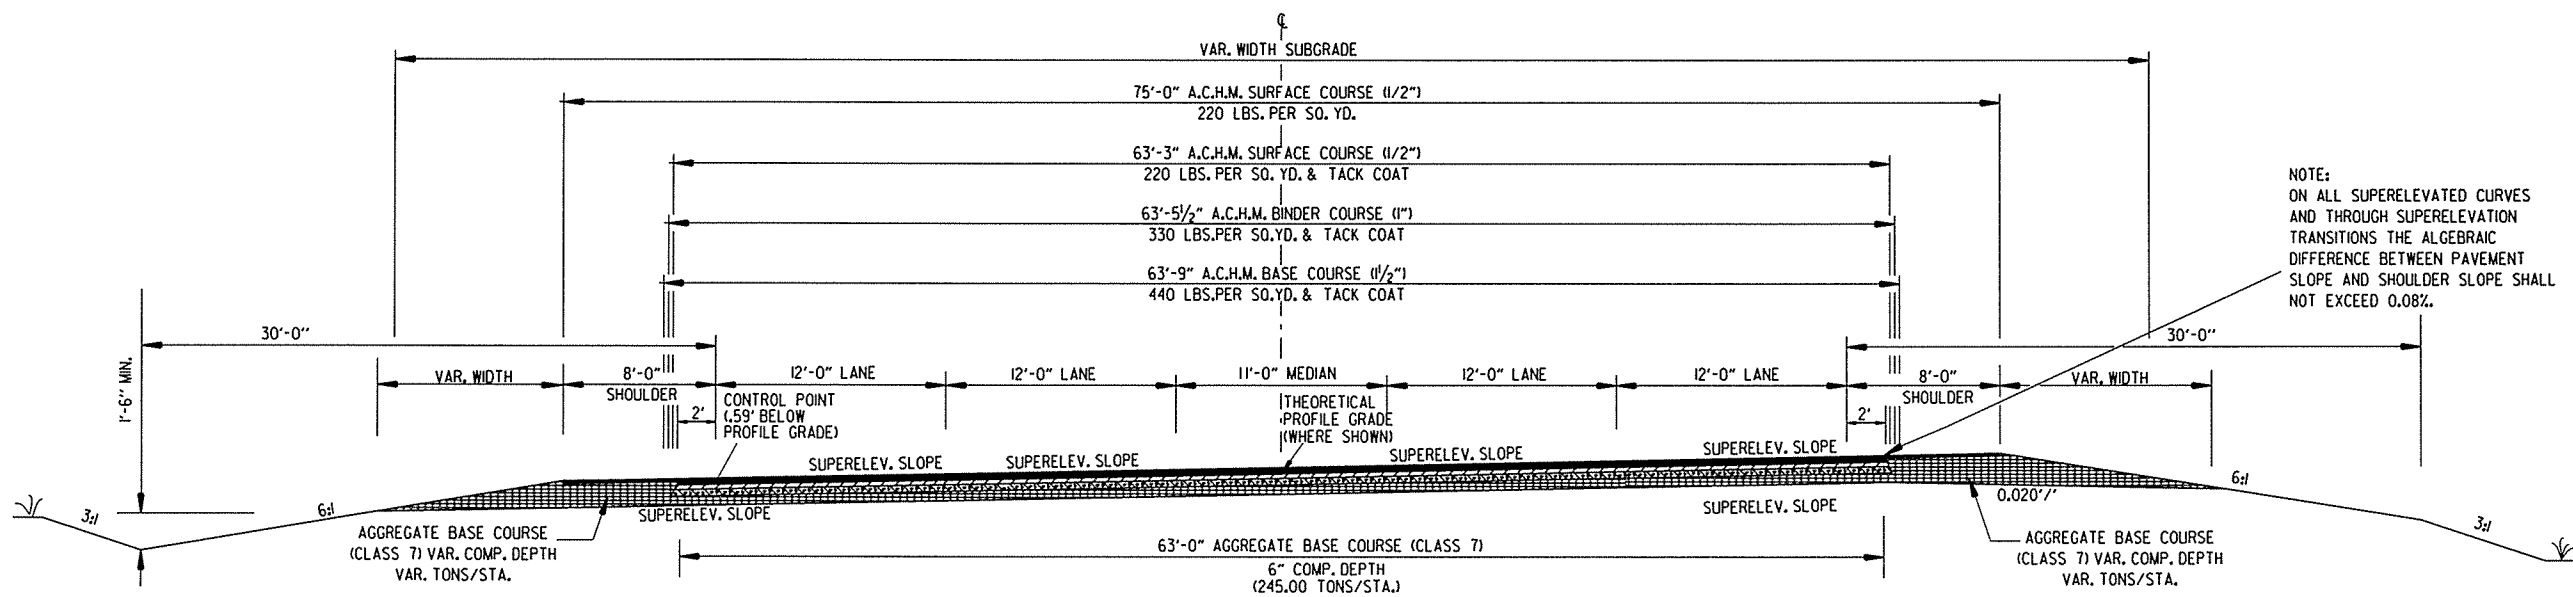 ℄
VAR. WIDTH SUBGRADE
75'-0" A.C.H.M. SURFACE COURSE (1/2")
220 LBS. PER SQ. YD.
63'-3" A.C.H.M. SURFACE COURSE (1/2")
220 LBS. PER SQ. YD. & TACK COAT
63'-5½" A.C.H.M. BINDER COURSE (1")
330 LBS.PER SQ.YD. & TACK COAT
63'-9" A.C.H.M. BASE COURSE (1½")
440 LBS.PER SQ.YD. & TACK COAT
NOTE:
ON ALL SUPERELEVATED CURVES
AND THROUGH SUPERELEVATION
TRANSITIONS THE ALGEBRAIC
DIFFERENCE BETWEEN PAVEMENT
SLOPE AND SHOULDER SLOPE SHALL
NOT EXCEED 0.08%.
30'-0"
30'-0"
1'-6" MIN.
VAR. WIDTH
8'-0"
SHOULDER
12'-0" LANE
12'-0" LANE
11'-0" MEDIAN
12'-0" LANE
12'-0" LANE
8'-0"
SHOULDER
VAR. WIDTH
2'
CONTROL POINT
(.59' BELOW
PROFILE GRADE)
THEORETICAL
PROFILE GRADE
(WHERE SHOWN)
2'
SUPERELEV. SLOPE
SUPERELEV. SLOPE
SUPERELEV. SLOPE
SUPERELEV. SLOPE
3:1
6:1
SUPERELEV. SLOPE
SUPERELEV. SLOPE
0.020'/'
6:1
3:1
AGGREGATE BASE COURSE
(CLASS 7) VAR. COMP. DEPTH
VAR. TONS/STA.
63'-0" AGGREGATE BASE COURSE (CLASS 7)
6" COMP. DEPTH
(245.00 TONS/STA.)
AGGREGATE BASE COURSE
(CLASS 7) VAR. COMP. DEPTH
VAR. TONS/STA.